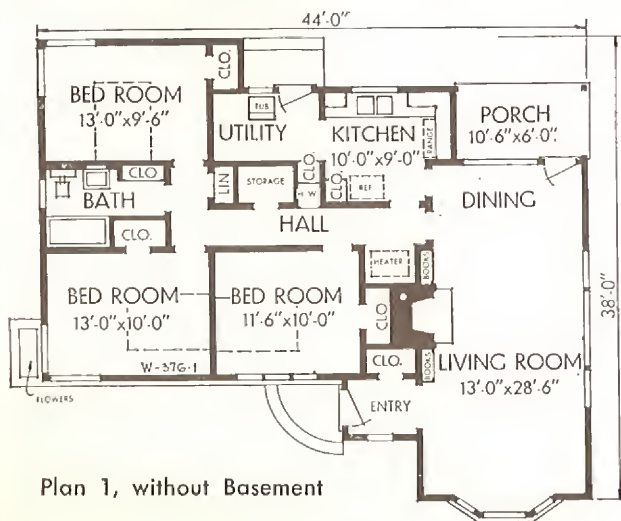 44'-0"
38'-0"
BED ROOM
13'-0"x9'-6"
CLO.
TUB
UTILITY
KITCHEN
10'-0"x9'-0"
RANGE
PORCH
10'-6"x6'-0"
CLO
BATH
CLO.
LIN
STORAGE
CLO.
H.W.
CLO.
REF.
DINING
HALL
HEATER
BOOKS
BED ROOM
13'-0"x10'-0"
W-376-1
BED ROOM
11'-6"x10'-0"
CLO
CLO.
BOOKS
LIVING ROOM
13'-0"x28'-6"
FLOWERS
ENTRY
Plan 1, without Basement